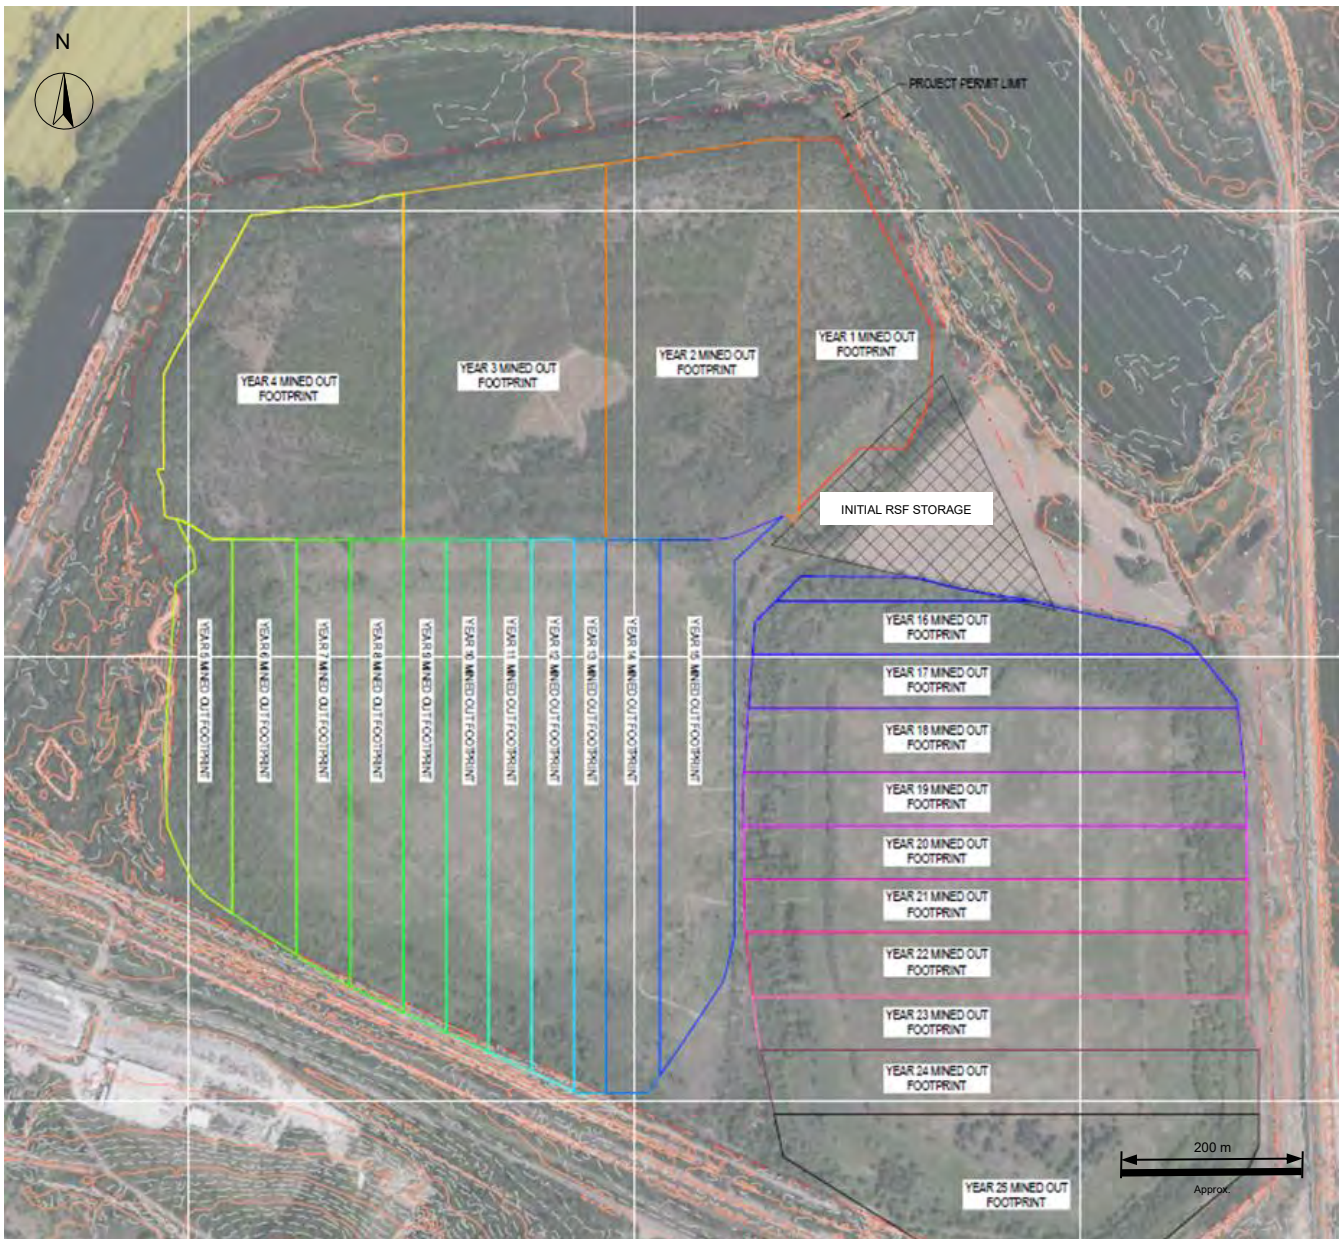 N
PROJECT PERMIT LIMIT
YEAR 1 MINED OUT
FOOTPRINT
YEAR 2 MINED OUT
FOOTPRINT
YEAR 3 MINED OUT
FOOTPRINT
YEAR 4 MINED OUT
FOOTPRINT
INITIAL RSF STORAGE
YEAR 5 MINED OUT FOOTPRINT
YEAR 6 MINED OUT FOOTPRINT
YEAR 7 MINED OUT FOOTPRINT
YEAR 8 MINED OUT FOOTPRINT
YEAR 9 MINED OUT FOOTPRINT
YEAR 10 MINED OUT FOOTPRINT
YEAR 11 MINED OUT FOOTPRINT
YEAR 12 MINED OUT FOOTPRINT
YEAR 13 MINED OUT FOOTPRINT
YEAR 14 MINED OUT FOOTPRINT
YEAR 15 MINED OUT FOOTPRINT
YEAR 16 MINED OUT
FOOTPRINT
YEAR 17 MINED OUT
FOOTPRINT
YEAR 18 MINED OUT
FOOTPRINT
YEAR 19 MINED OUT
FOOTPRINT
YEAR 20 MINED OUT
FOOTPRINT
YEAR 21 MINED OUT
FOOTPRINT
YEAR 22 MINED OUT
FOOTPRINT
YEAR 23 MINED OUT
FOOTPRINT
YEAR 24 MINED OUT
FOOTPRINT
YEAR 25 MINED OUT
FOOTPRINT
200 m
Approx.